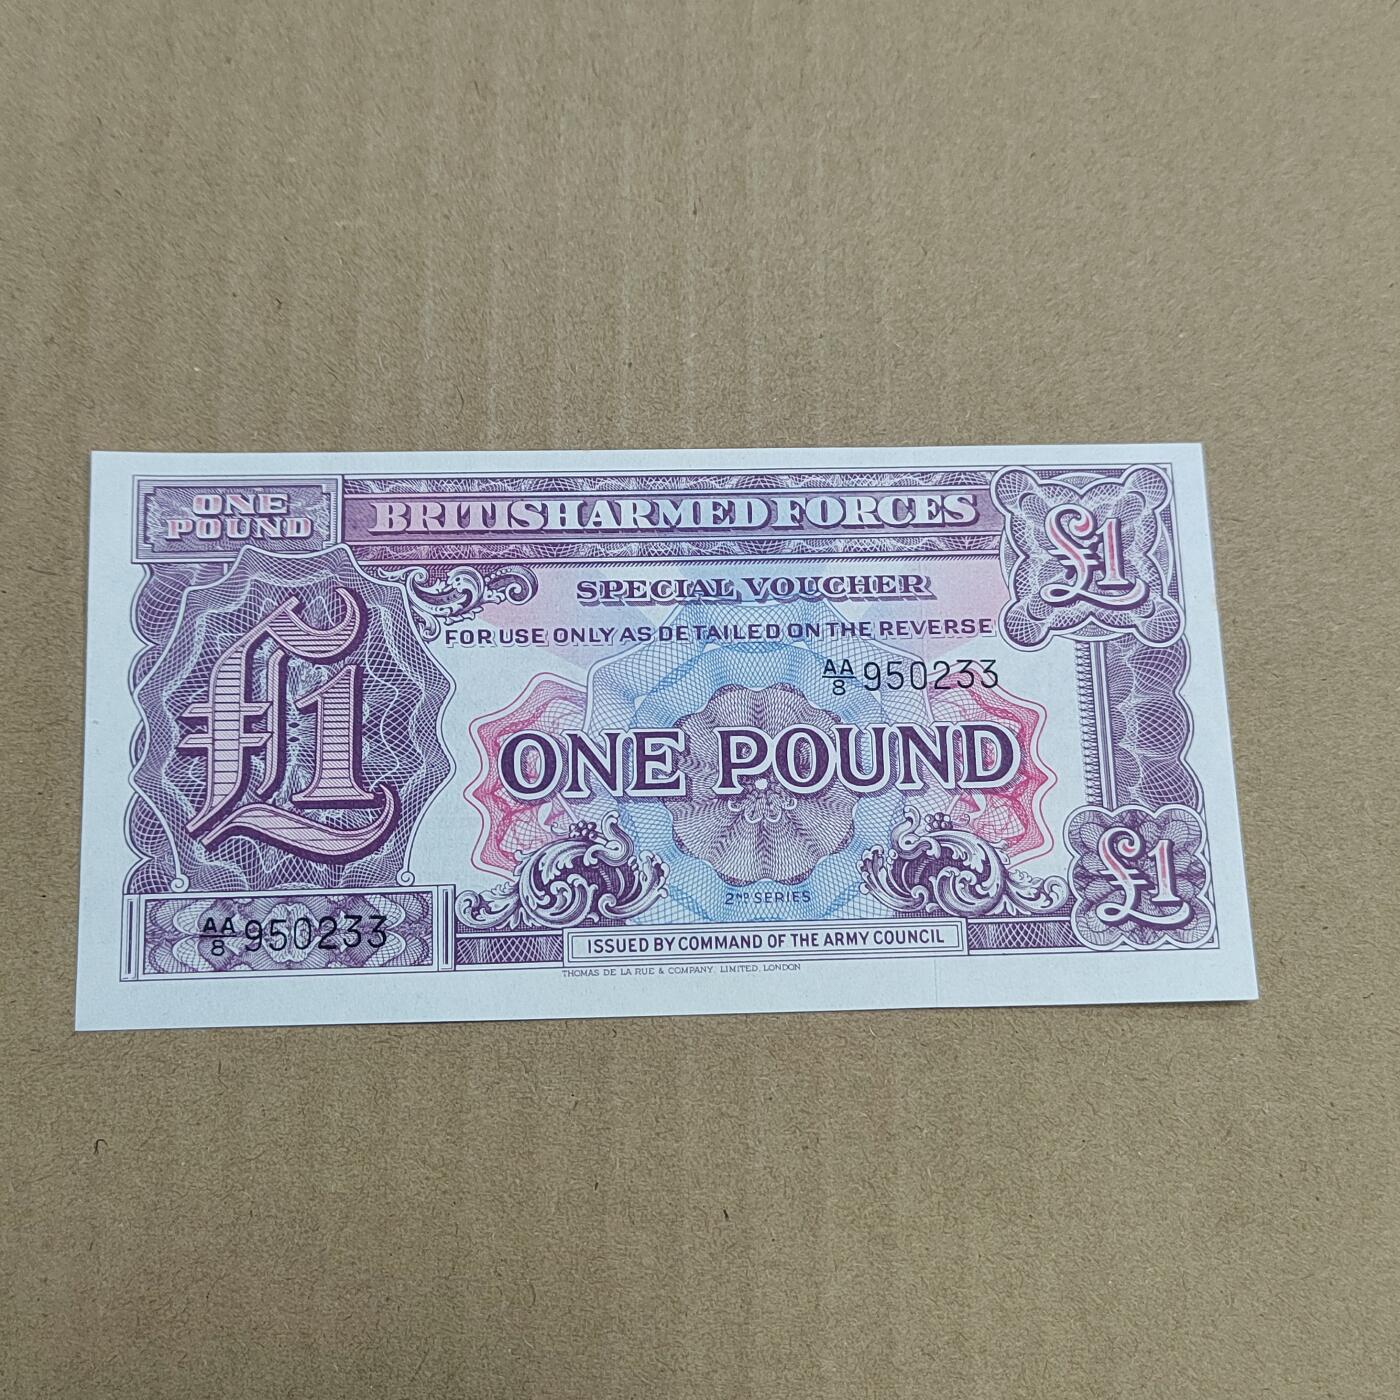 ONE
POUND
BRITISH ARMED FORCES
£1
SPECIAL VOUCHER
FOR USE ONLY AS DETAILED ON THE REVERSE
AA/8 950233
£1
ONE POUND
£1
2ND SERIES
AA/8 950233
ISSUED BY COMMAND OF THE ARMY COUNCIL
THOMAS DE LA RUE & COMPANY, LIMITED, LONDON